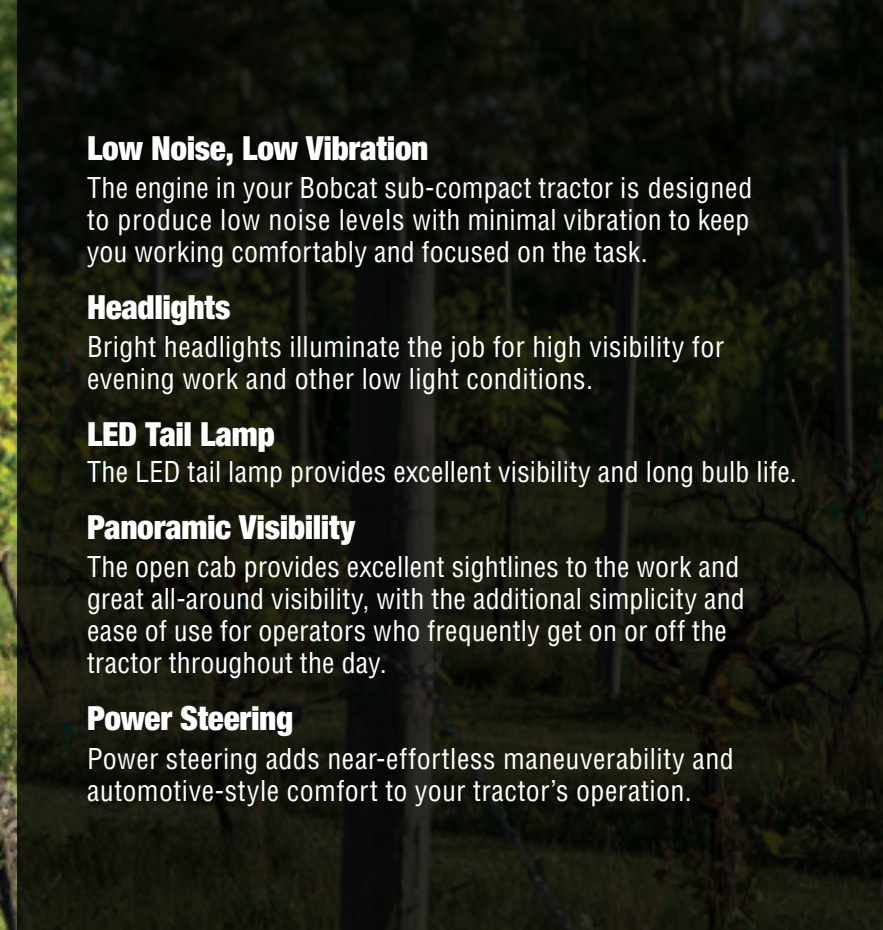 Low Noise, Low Vibration
The engine in your Bobcat sub-compact tractor is designed
to produce low noise levels with minimal vibration to keep
you working comfortably and focused on the task.
Headlights
Bright headlights illuminate the job for high visibility for
evening work and other low light conditions.
LED Tail Lamp
The LED tail lamp provides excellent visibility and long bulb life.
Panoramic Visibility
The open cab provides excellent sightlines to the work and
great all-around visibility, with the additional simplicity and
ease of use for operators who frequently get on or off the
tractor throughout the day.
Power Steering
Power steering adds near-effortless maneuverability and
automotive-style comfort to your tractor’s operation.